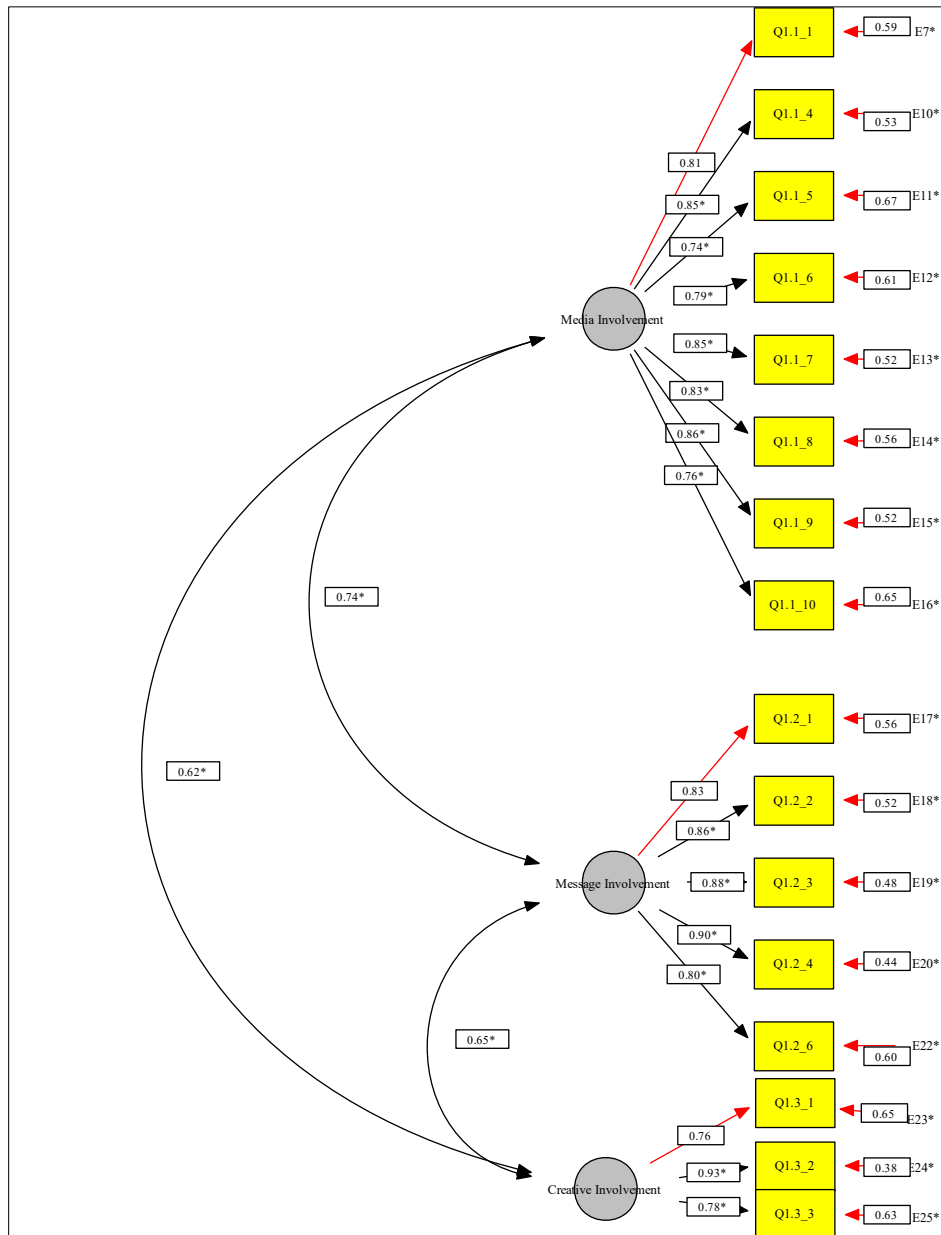 Q1.1_1
0.59
E7*
Q1.1_4
0.53
E10*
0.81
Q1.1_5
0.67
E11*
0.85*
0.74*
Q1.1_6
0.61
E12*
0.79*
Media Involvement
0.85*
Q1.1_7
0.52
E13*
0.83*
Q1.1_8
0.56
E14*
0.86*
0.76*
Q1.1_9
0.52
E15*
0.74*
Q1.1_10
0.65
E16*
Q1.2_1
0.56
E17*
0.62*
0.83
Q1.2_2
0.52
E18*
0.86*
Message Involvement
0.88*
Q1.2_3
0.48
E19*
0.90*
Q1.2_4
0.44
E20*
0.80*
0.65*
Q1.2_6
0.60
E22*
Q1.3_1
0.65
E23*
0.76
Q1.3_2
0.38
E24*
0.93*
Creative Involvement
0.78*
Q1.3_3
0.63
E25*